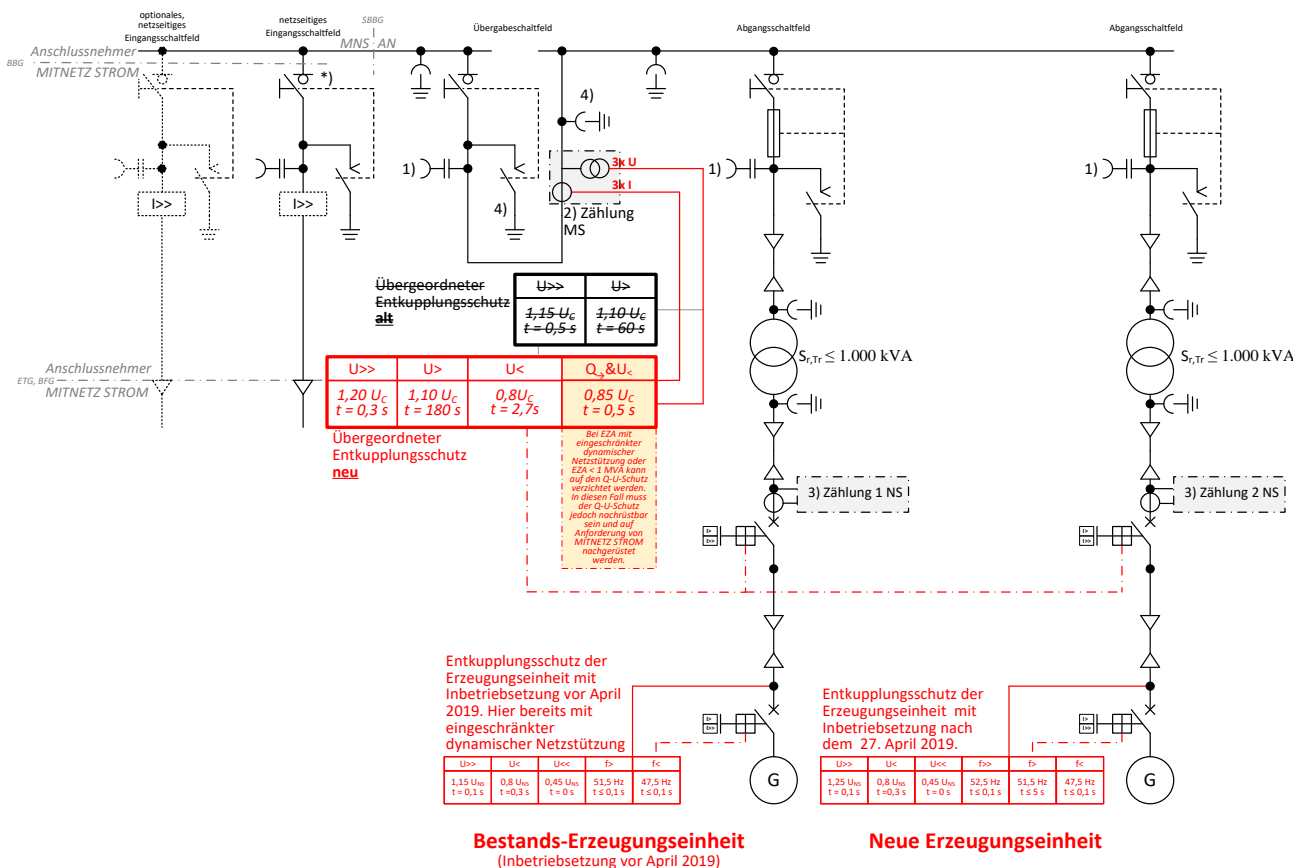 optionales,
netzseitiges
Eingangsschaltfeld
netzseitiges
Eingangsschaltfeld
SBBG
Übergabeschaltfeld
Abgangsschaltfeld
Abgangsschaltfeld
Anschlussnehmer
MNS AN
BBG
MITNETZ STROM
*)
4)
1)
3x U
3x I
1)
1)
I>>
I>>
4)
2) Zählung
MS
Übergeordneter
Entkupplungsschutz
alt
U>> U>
1,15 UC 1,10 UC
t = 0,5 s t = 60 s
Sr,Tr ≤ 1.000 kVA
Sr,Tr ≤ 1.000 kVA
Anschlussnehmer
ETG, BFG
MITNETZ STROM
U>> U> U< Q→&U<
1,20 UC 1,10 UC 0,8UC 0,85 UC
t = 0,3 s t = 180 s t = 2,7s t = 0,5 s
Übergeordneter
Entkupplungsschutz
neu
Bei EZA mit
eingeschränkter
dynamischer
Netzstützung oder
EZA < 1 MVA kann
auf den Q-U-Schutz
verzichtet werden.
In diesen Fall muss
der Q-U-Schutz
jedoch nachrüstbar
sein und auf
Anforderung von
MITNETZ STROM
nachgerüstet
werden.
3) Zählung 1 NS
3) Zählung 2 NS
I>
I>>
I>
I>>
Entkupplungsschutz der
Erzeugungseinheit mit
Inbetriebsetzung vor April
2019. Hier bereits mit
eingeschränkter
dynamischer Netzstützung
I>
I>>
U>> U< U<< f> f<
1,15 UNS 0,8 UNS 0,45 UNS 51,5 Hz 47,5 Hz
t = 0,1 s t =0,3 s t = 0 s t ≤ 0,1 s t ≤ 0,1 s
G
Entkupplungsschutz der
Erzeugungseinheit mit
Inbetriebsetzung nach
dem 27. April 2019.
I>
I>>
U>> U< U<< f>> f> f<
1,25 UNS 0,8 UNS 0,45 UNS 52,5 Hz 51,5 Hz 47,5 Hz
t = 0,1 s t =0,3 s t = 0 s t ≤ 0,1 s t ≤ 5 s t ≤ 0,1 s
G
Bestands-Erzeugungseinheit
(Inbetriebsetzung vor April 2019)
Neue Erzeugungseinheit